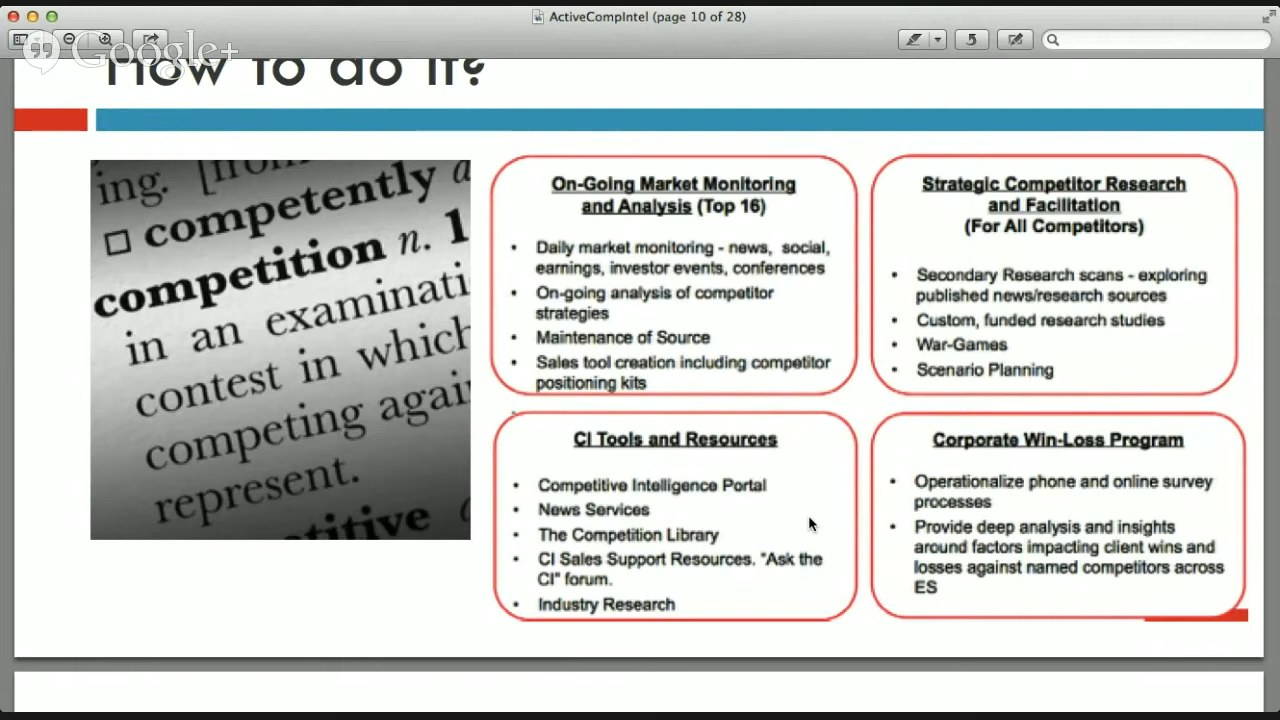 ActiveCompIntel (page 10 of 28)
Google+
How to do it?
ing. [from
competently a
competition n. 1
in an examinati
contest in which
competing agai
represent.
titive
On-Going Market Monitoring
and Analysis (Top 16)
• Daily market monitoring - news, social,
earnings, investor events, conferences
• On-going analysis of competitor
strategies
• Maintenance of Source
• Sales tool creation including competitor
positioning kits
Strategic Competitor Research
and Facilitation
(For All Competitors)
• Secondary Research scans - exploring
published news/research sources
• Custom, funded research studies
• War-Games
• Scenario Planning
CI Tools and Resources
• Competitive Intelligence Portal
• News Services
• The Competition Library
• CI Sales Support Resources. "Ask the
CI" forum.
• Industry Research
Corporate Win-Loss Program
• Operationalize phone and online survey
processes
• Provide deep analysis and insights
around factors impacting client wins and
losses against named competitors across
ES